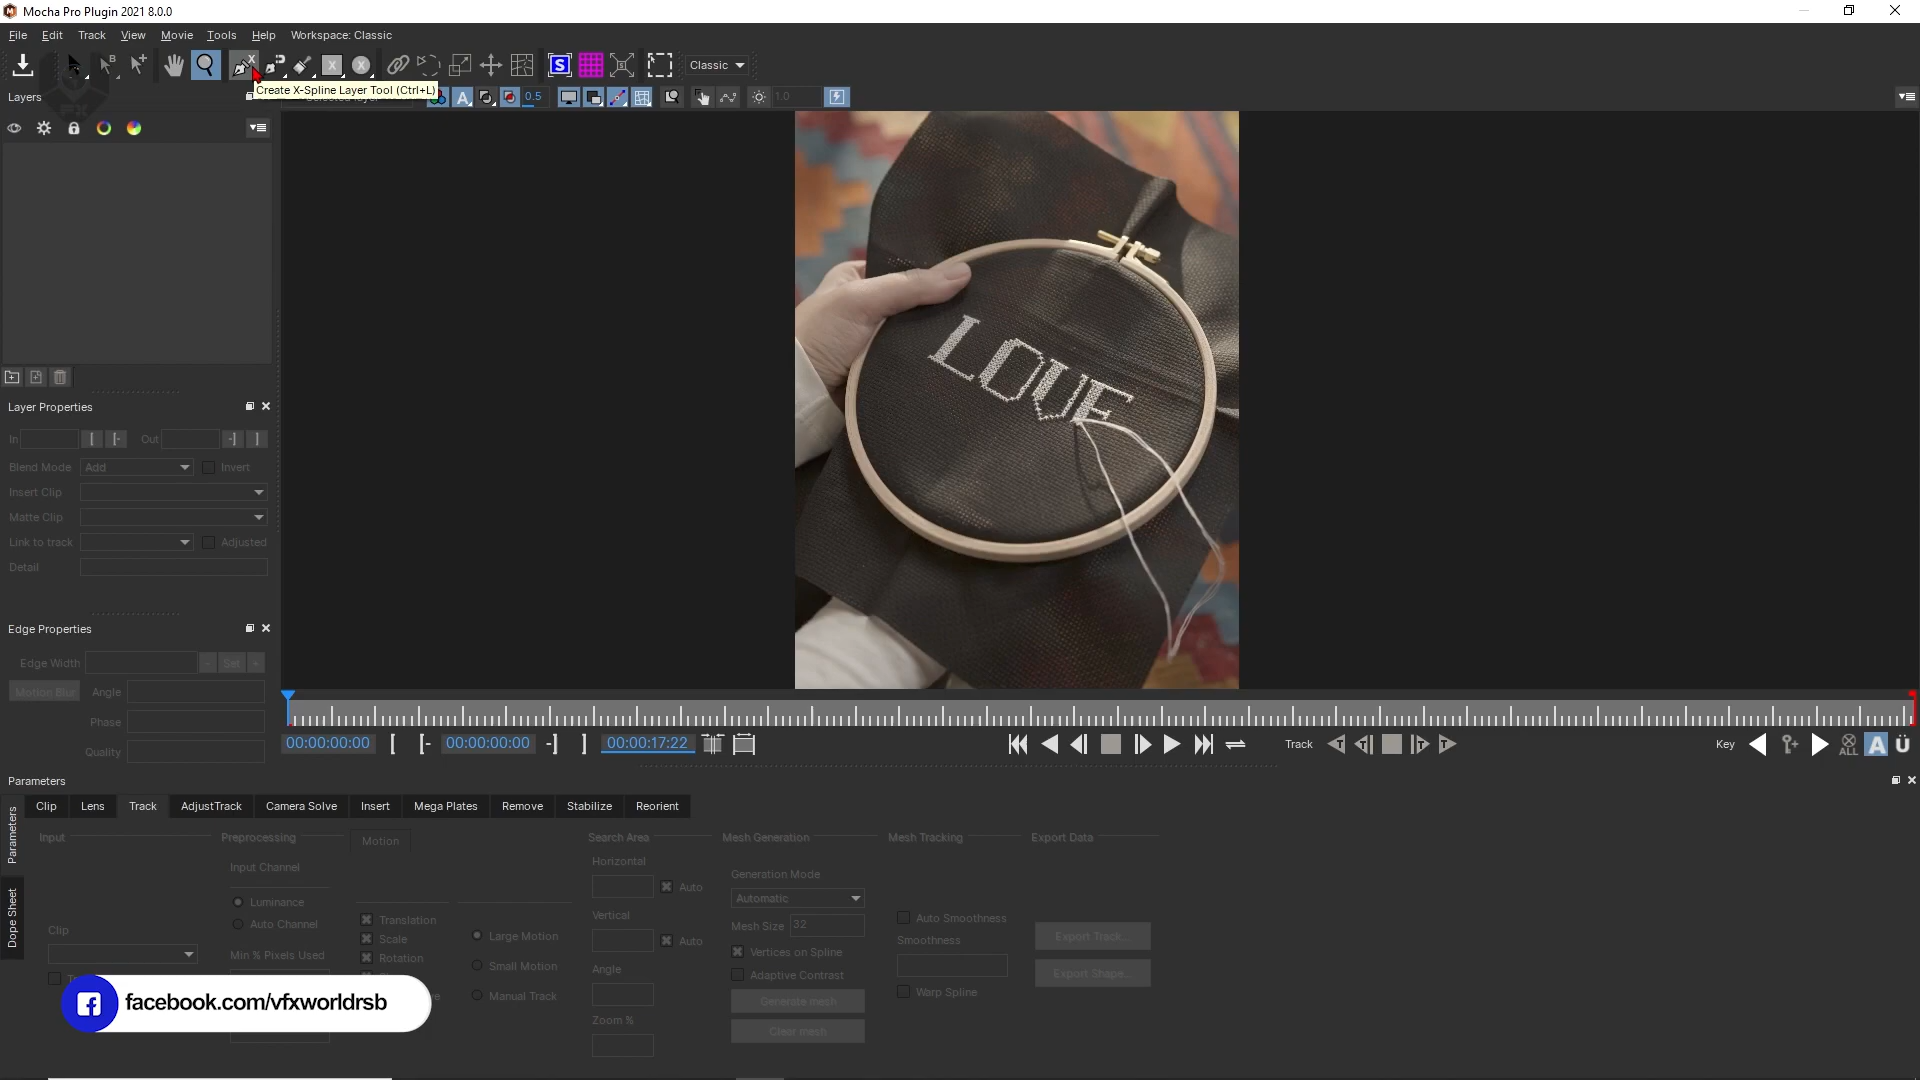 Mocha Pro Plugin 2021 8.0.0
File Edit Track View Movie Tools Help Workspace: Classic
Classic
Create X-Spline Layer Tool (Ctrl+L)
Layers
0.5
1.0
LOVE
Layer Properties
In Out
Blend Mode Add Invert
Insert Clip
Matte Clip
Link to track Adjusted
Detail
Edge Properties
Edge Width - Set +
Motion Blur Angle
Phase
Quality
00:00:00:00 00:00:00:00 00:00:17:22 Track Key ALL
Parameters
Parameters
Dope Sheet
Clip Lens Track AdjustTrack Camera Solve Insert Mega Plates Remove Stabilize Reorient
Input
Clip
Preprocessing
Input Channel
Luminance
Auto Channel
Min % Pixels Used
Motion
Translation
Scale
Rotation
Large Motion
Small Motion
Manual Track
Search Area
Horizontal
Auto
Vertical
Auto
Angle
Zoom %
Mesh Generation
Generation Mode
Automatic
Mesh Size 32
Vertices on Spline
Adaptive Contrast
Generate mesh
Clear mesh
Mesh Tracking
Auto Smoothness
Smoothness
Warp Spline
Export Data
Export Track...
Export Shape...
facebook.com/vfxworldrsb